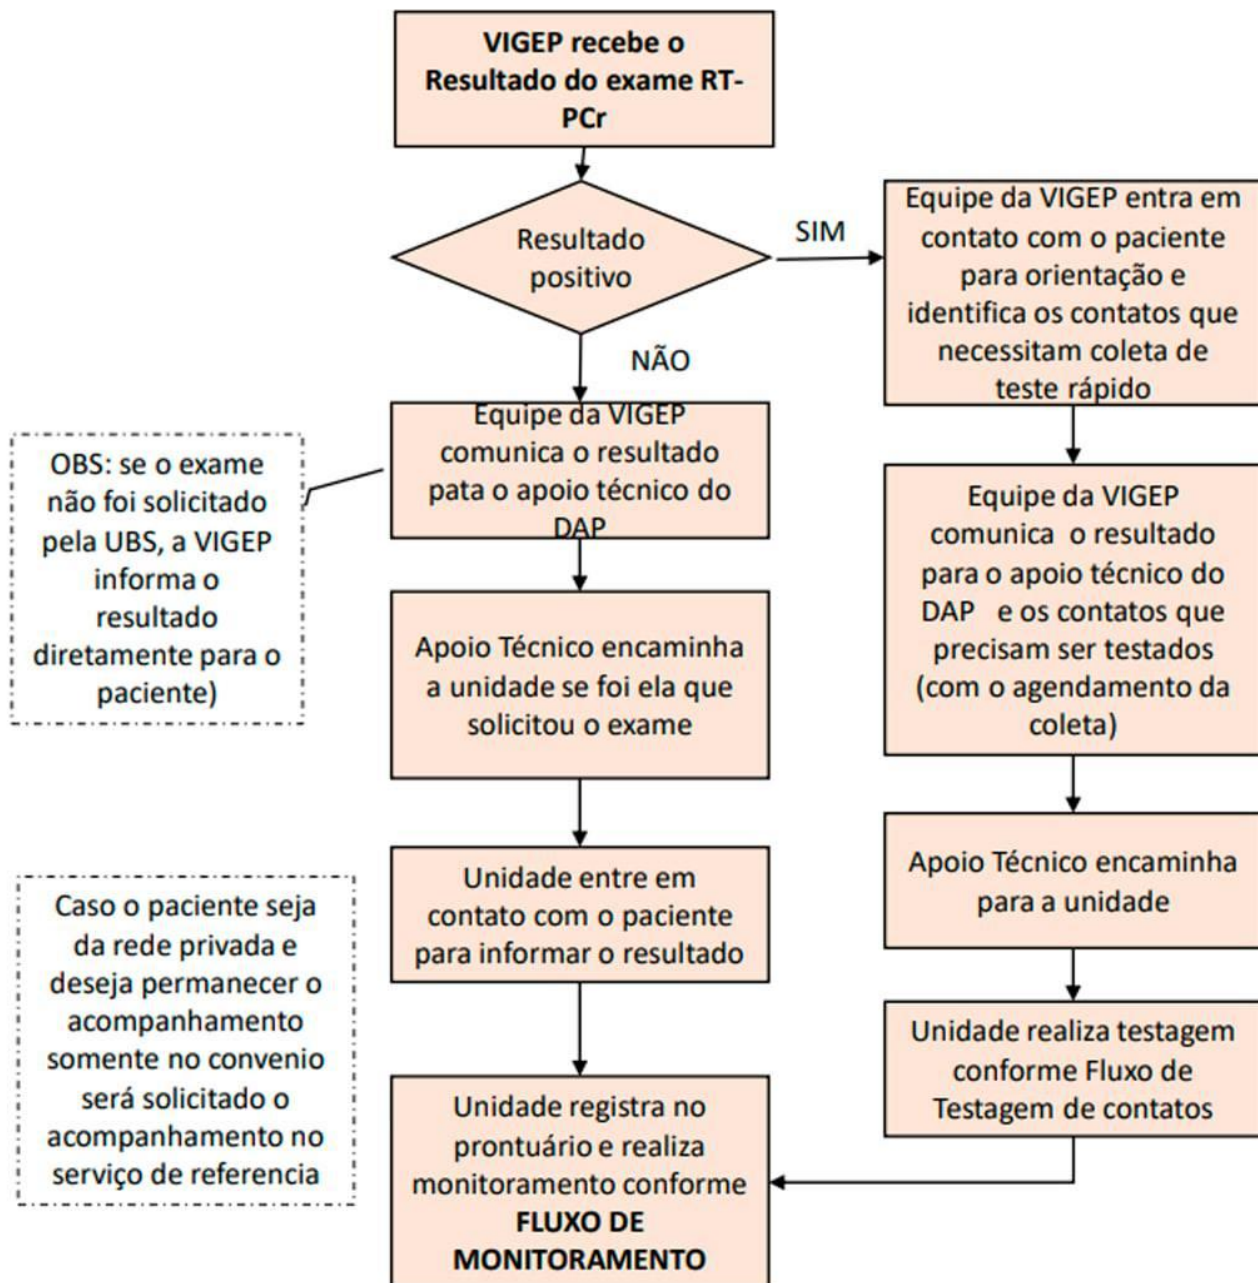 VIGEP recebe o
Resultado do exame RT-
PCr
Resultado
positivo
SIM
NÃO
Equipe da VIGEP entra em
contato com o paciente
para orientação e
identifica os contatos que
necessitam coleta de
teste rápido
Equipe da VIGEP
comunica o resultado
pata o apoio técnico do
DAP
OBS: se o exame
não foi solicitado
pela UBS, a VIGEP
informa o
resultado
diretamente para o
paciente)
Equipe da VIGEP
comunica o resultado
para o apoio técnico do
DAP e os contatos que
precisam ser testados
(com o agendamento da
coleta)
Apoio Técnico encaminha
a unidade se foi ela que
solicitou o exame
Apoio Técnico encaminha
para a unidade
Unidade entre em
contato com o paciente
para informar o resultado
Caso o paciente seja
da rede privada e
deseja permanecer o
acompanhamento
somente no convenio
será solicitado o
acompanhamento no
serviço de referencia
Unidade realiza testagem
conforme Fluxo de
Testagem de contatos
Unidade registra no
prontuário e realiza
monitoramento conforme
FLUXO DE
MONITORAMENTO